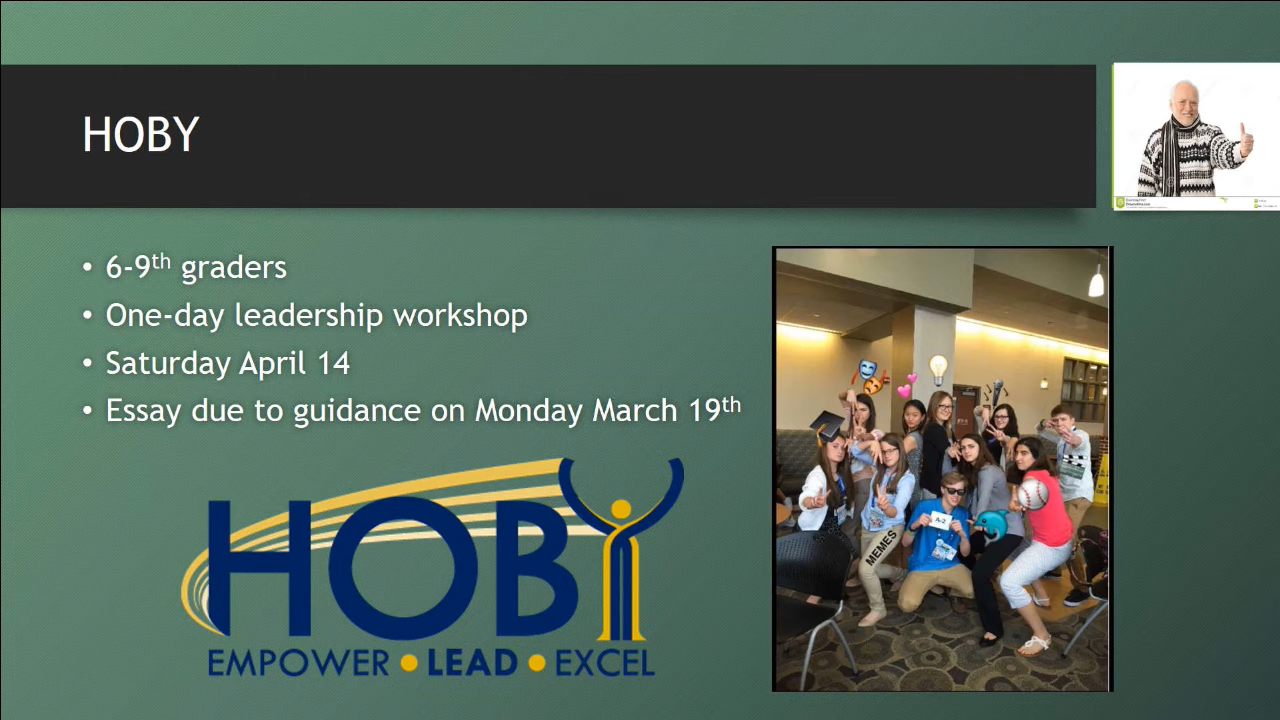 HOBY
• 6-9th graders
• One-day leadership workshop
• Saturday April 14
• Essay due to guidance on Monday March 19th
HOBY
EMPOWER • LEAD • EXCEL
A-2
MEMES